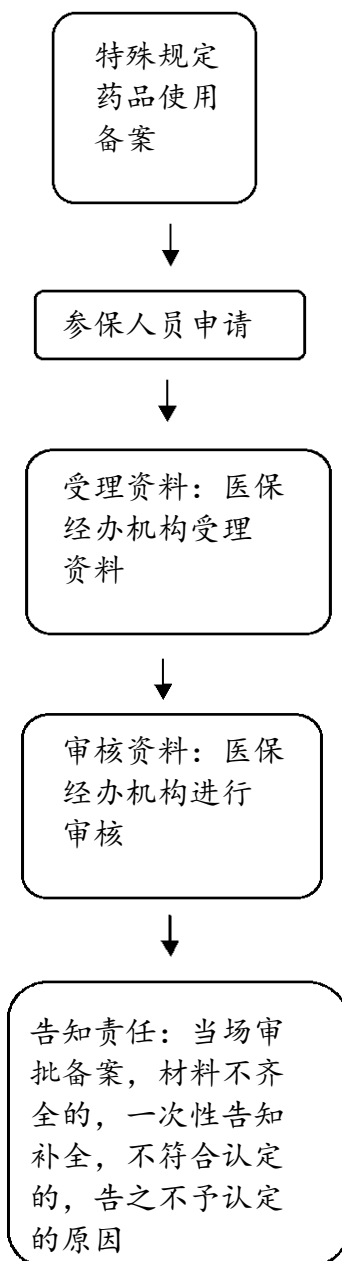 特殊规定
药品使用
备案
参保人员申请
受理资料：医保
经办机构受理
资料
审核资料：医保
经办机构进行
审核
告知责任：当场审
批备案，材料不齐
全的，一次性告知
补全，不符合认定
的，告之不予认定
的原因